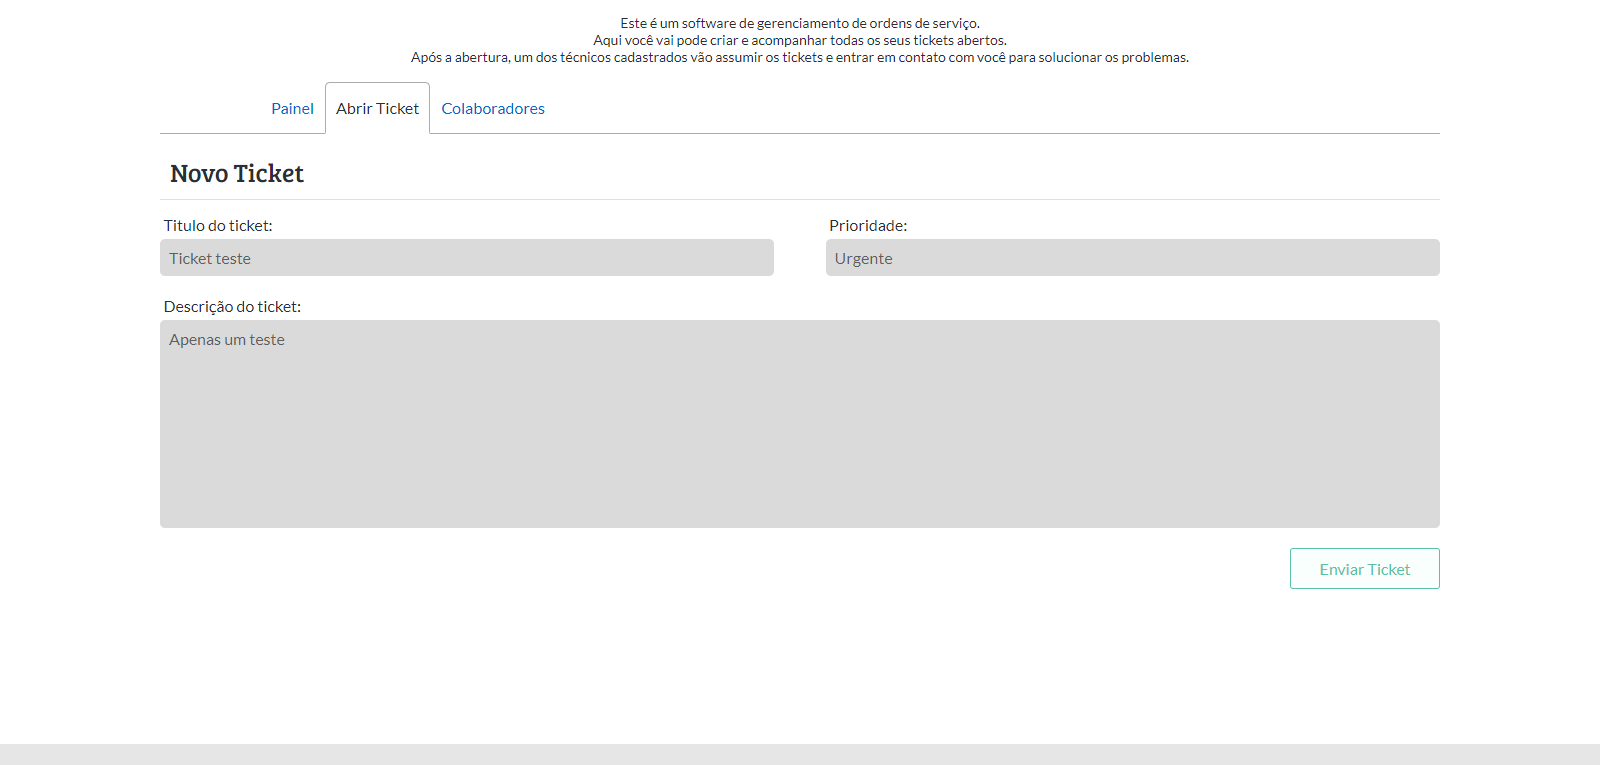 Este é um software de gerenciamento de ordens de serviço.
Aqui você vai pode criar e acompanhar todas os seus tickets abertos.
Após a abertura, um dos técnicos cadastrados vão assumir os tickets e entrar em contato com você para solucionar os problemas.
Painel Abrir Ticket Colaboradores
Novo Ticket
Titulo do ticket: Prioridade:
Ticket teste Urgente
Descrição do ticket:
Apenas um teste
Enviar Ticket